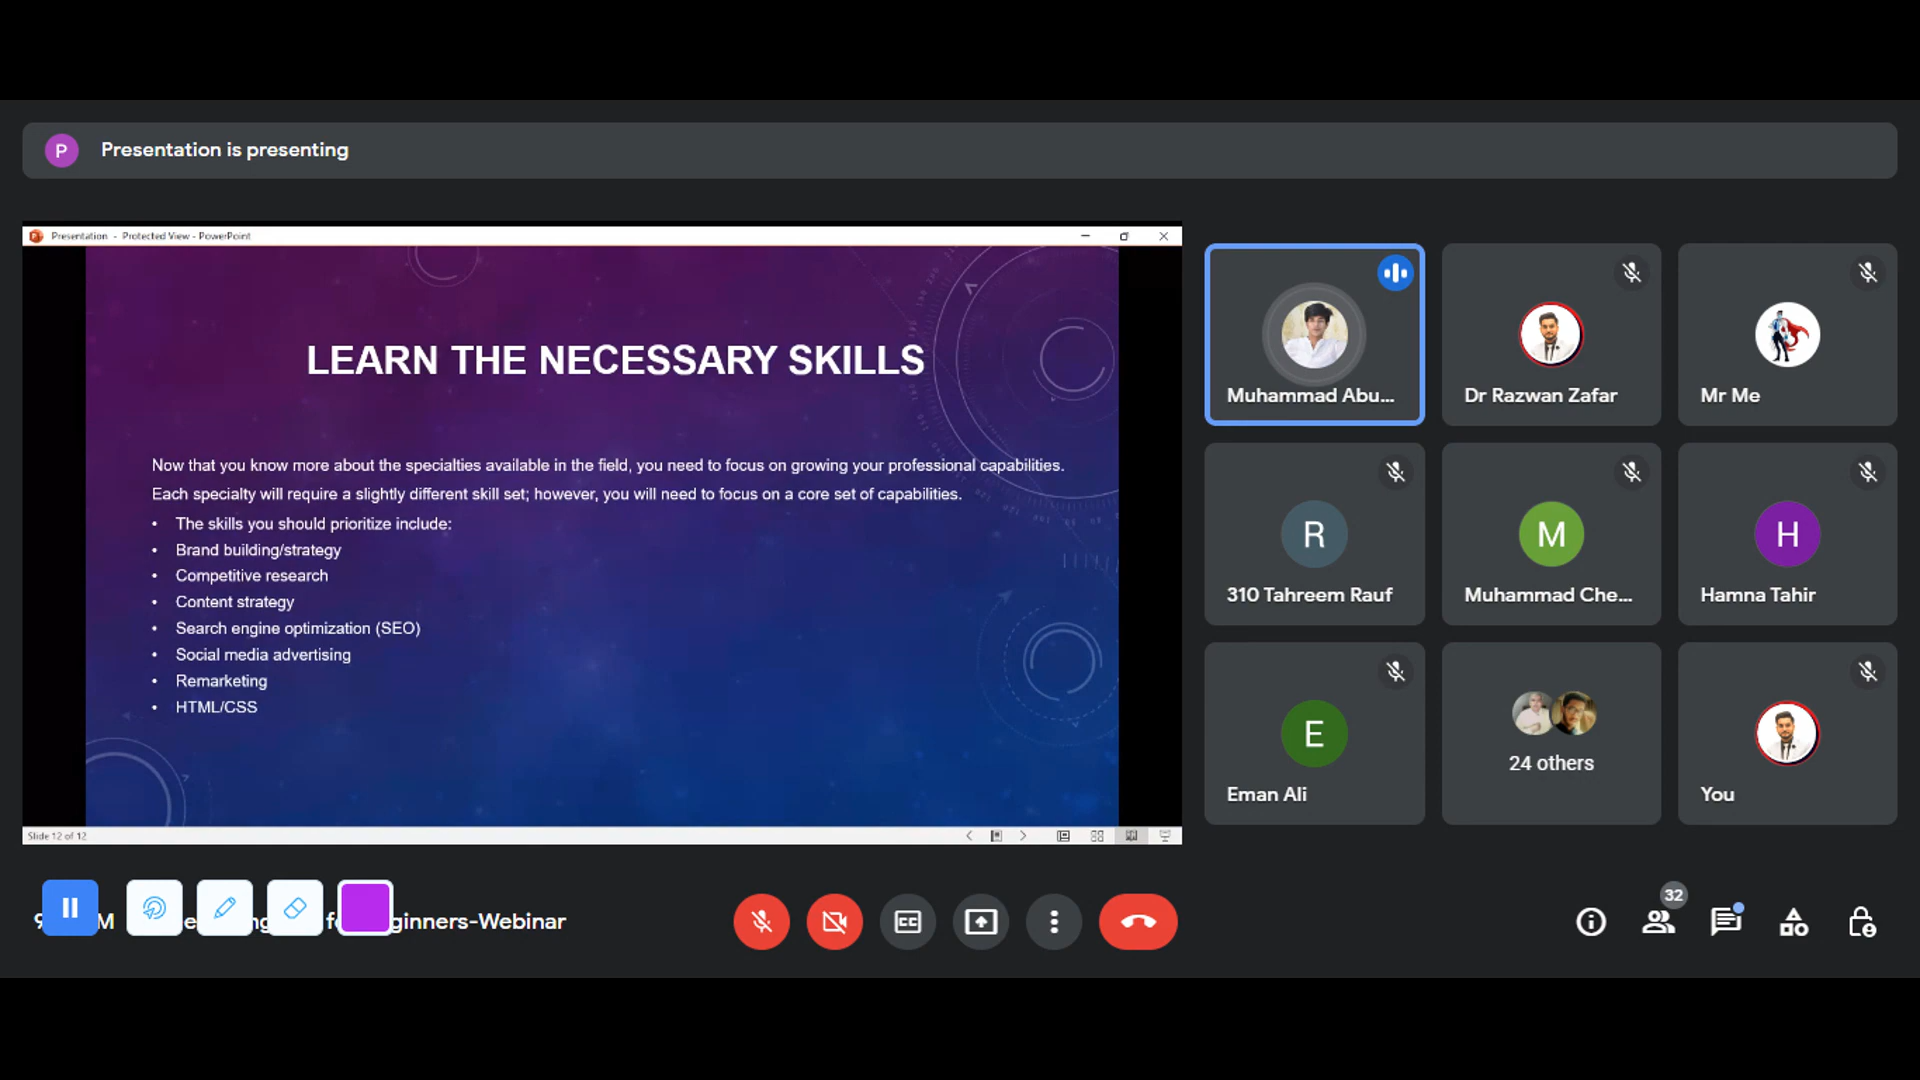 P
Presentation is presenting
Presentation - Protected View - PowerPoint
LEARN THE NECESSARY SKILLS
Now that you know more about the specialties available in the field, you need to focus on growing your professional capabilities.
Each specialty will require a slightly different skill set; however, you will need to focus on a core set of capabilities.
• The skills you should prioritize include:
• Brand building/strategy
• Competitive research
• Content strategy
• Search engine optimization (SEO)
• Social media advertising
• Remarketing
• HTML/CSS
Slide 12 of 12
Muhammad Abu...
Dr Razwan Zafar
Mr Me
R
310 Tahreem Rauf
M
Muhammad Che...
H
Hamna Tahir
E
Eman Ali
24 others
You
ginners-Webinar
CC
32